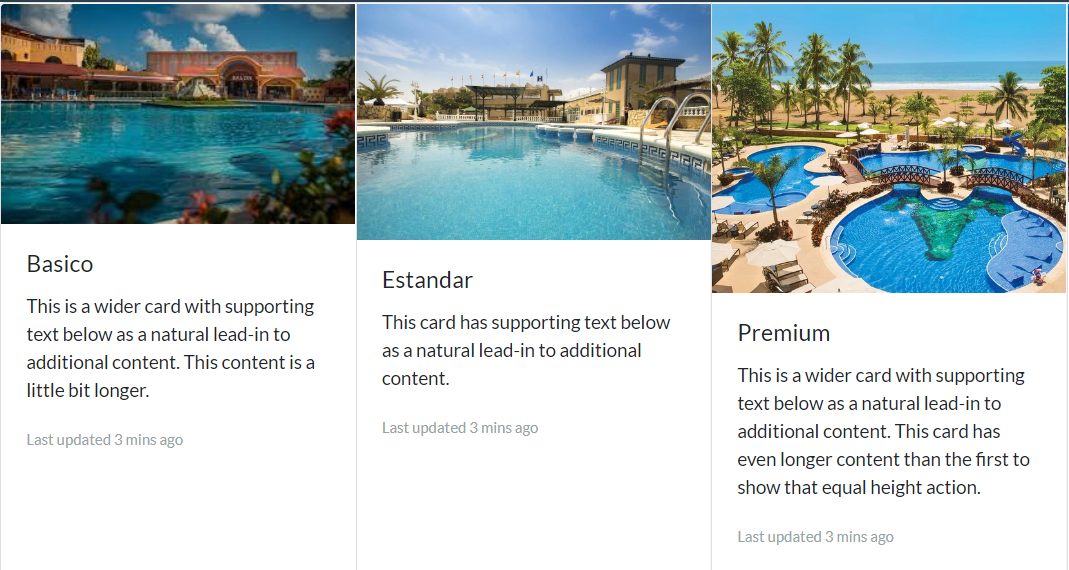 Basico
This is a wider card with supporting
text below as a natural lead-in to
additional content. This content is a
little bit longer.
Last updated 3 mins ago
Estandar
This card has supporting text below
as a natural lead-in to additional
content.
Last updated 3 mins ago
Premium
This is a wider card with supporting
text below as a natural lead-in to
additional content. This card has
even longer content than the first to
show that equal height action.
Last updated 3 mins ago